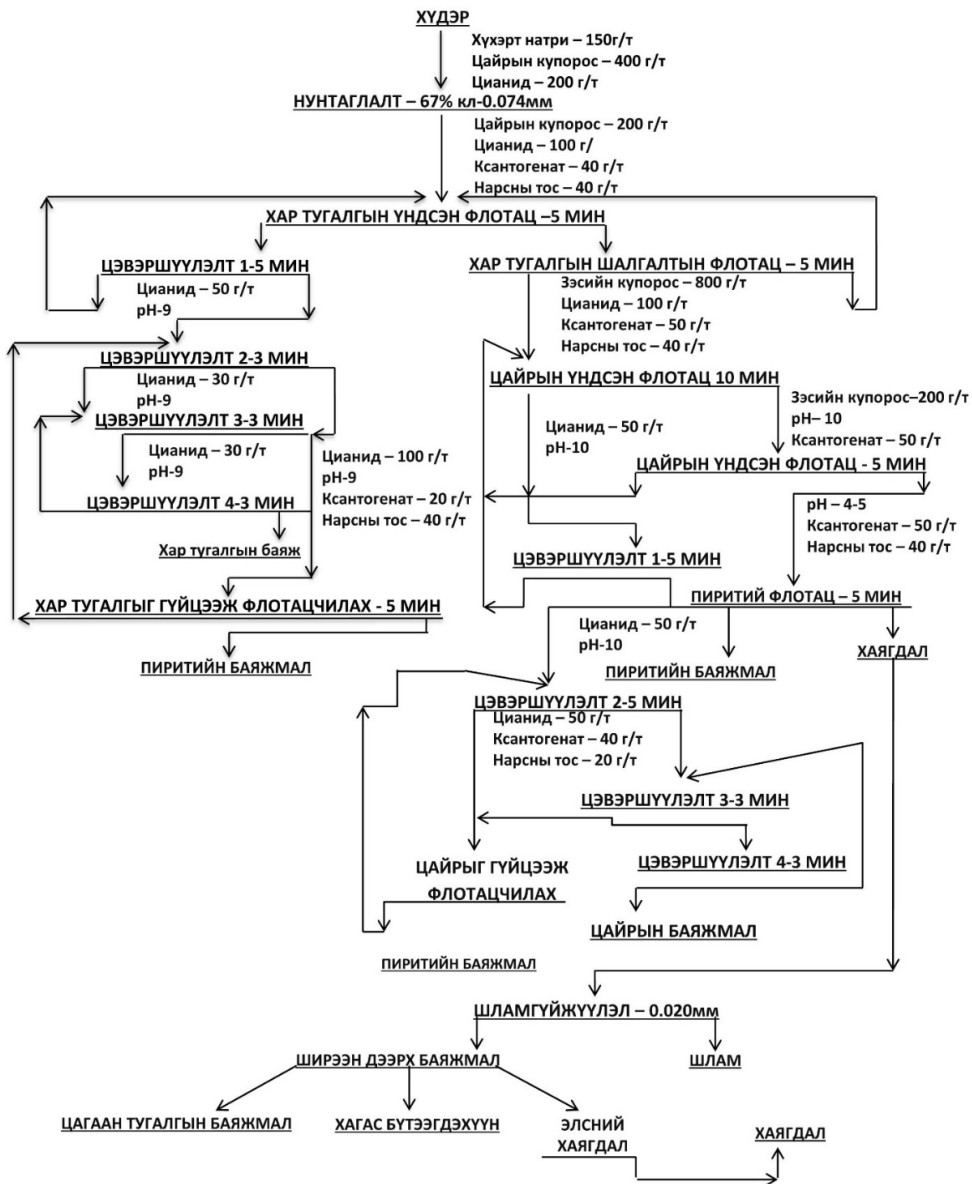 ХҮДЭР
Хүхэрт натри – 150г/т
Цайрын купорос – 400 г/т
Цианид – 200 г/т
НУНТАГЛАЛТ – 67% кл-0.074мм
Цайрын купорос – 200 г/т
Цианид – 100 г/
Ксантогенат – 40 г/т
Нарсны тос – 40 г/т
ХАР ТУГАЛГЫН ҮНДСЭН ФЛОТАЦ –5 МИН
ЦЭВЭРШҮҮЛЭЛТ 1-5 МИН
Цианид – 50 г/т
pH-9
ХАР ТУГАЛГЫН ШАЛГАЛТЫН ФЛОТАЦ – 5 МИН
Зэсийн купорос – 800 г/т
Цианид – 100 г/т
Ксантогенат – 50 г/т
Нарсны тос – 40 г/т
ЦЭВЭРШҮҮЛЭЛТ 2-3 МИН
Цианид – 30 г/т
pH-9
ЦАЙРЫН ҮНДСЭН ФЛОТАЦ 10 МИН
Зэсийн купорос–200 г/т
pH– 10
Ксантогенат – 50 г/т
ЦЭВЭРШҮҮЛЭЛТ 3-3 МИН
Цианид – 30 г/т
pH-9
Цианид – 100 г/т
pH-9
Ксантогенат – 20 г/т
Нарсны тос – 40 г/т
Цианид – 50 г/т
pH-10
ЦАЙРЫН ҮНДСЭН ФЛОТАЦ - 5 МИН
ЦЭВЭРШҮҮЛЭЛТ 4-3 МИН
pH – 4-5
Ксантогенат – 50 г/т
Нарсны тос – 40 г/т
Хар тугалгын баяж
ЦЭВЭРШҮҮЛЭЛТ 1-5 МИН
ХАР ТУГАЛГЫГ ГҮЙЦЭЭЖ ФЛОТАЦЧИЛАХ - 5 МИН
ПИРИТИЙ ФЛОТАЦ – 5 МИН
Цианид – 50 г/т
pH-10
ПИРИТИЙН БАЯЖМАЛ
ПИРИТИЙН БАЯЖМАЛ
ХАЯГДАЛ
ЦЭВЭРШҮҮЛЭЛТ 2-5 МИН
Цианид – 50 г/т
Ксантогенат – 40 г/т
Нарсны тос – 20 г/т
ЦЭВЭРШҮҮЛЭЛТ 3-3 МИН
ЦЭВЭРШҮҮЛЭЛТ 4-3 МИН
ЦАЙРЫГ ГҮЙЦЭЭЖ
ФЛОТАЦЧИЛАХ
ЦАЙРЫН БАЯЖМАЛ
ПИРИТИЙН БАЯЖМАЛ
ШЛАМГҮЙЖҮҮЛЭЛ – 0.020мм
ШИРЭЭН ДЭЭРХ БАЯЖМАЛ
ШЛАМ
ЦАГААН ТУГАЛГЫН БАЯЖМАЛ
ХАГАС БҮТЭЭГДЭХҮҮН
ЭЛСНИЙ
ХАЯГДАЛ
ХАЯГДАЛ